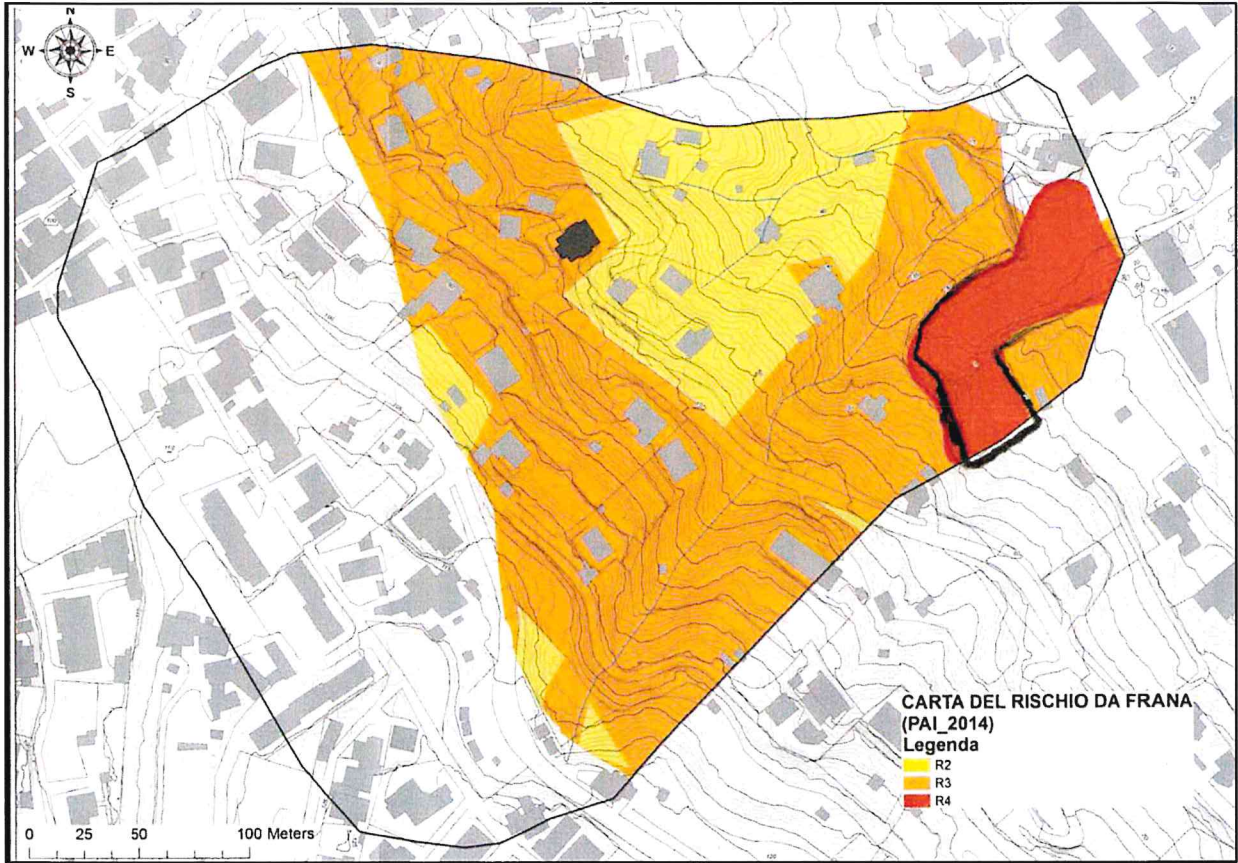 N
W E
S
CARTA DEL RISCHIO DA FRANA
(PAI_2014)
Legenda
R2
R3
R4
0 25 50 100 Meters